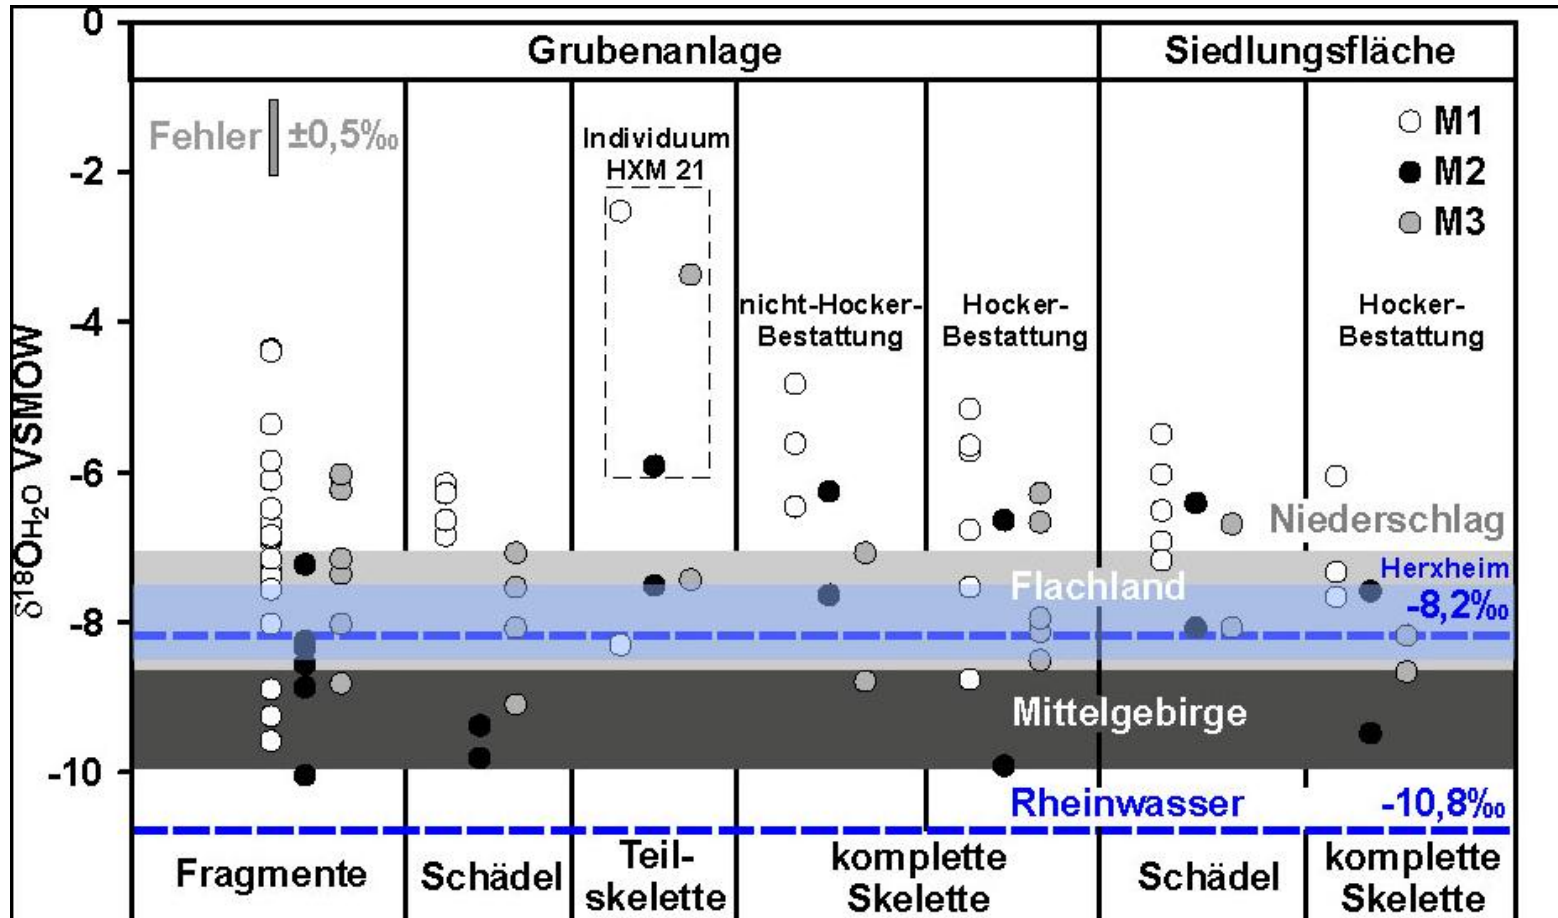 0
Grubenanlage
Siedlungsfläche
Fehler ±0,5‰
Individuum
HXM 21
M1
M2
M3
-2
-4
-6
-8
-10
δ¹⁸OH₂O VSMOW
nicht-Hocker-
Bestattung
Hocker-
Bestattung
Hocker-
Bestattung
Niederschlag
Flachland
Herxheim
-8,2‰
Mittelgebirge
Rheinwasser
-10,8‰
Fragmente
Schädel
Teil-
skelette
komplette
Skelette
Schädel
komplette
Skelette